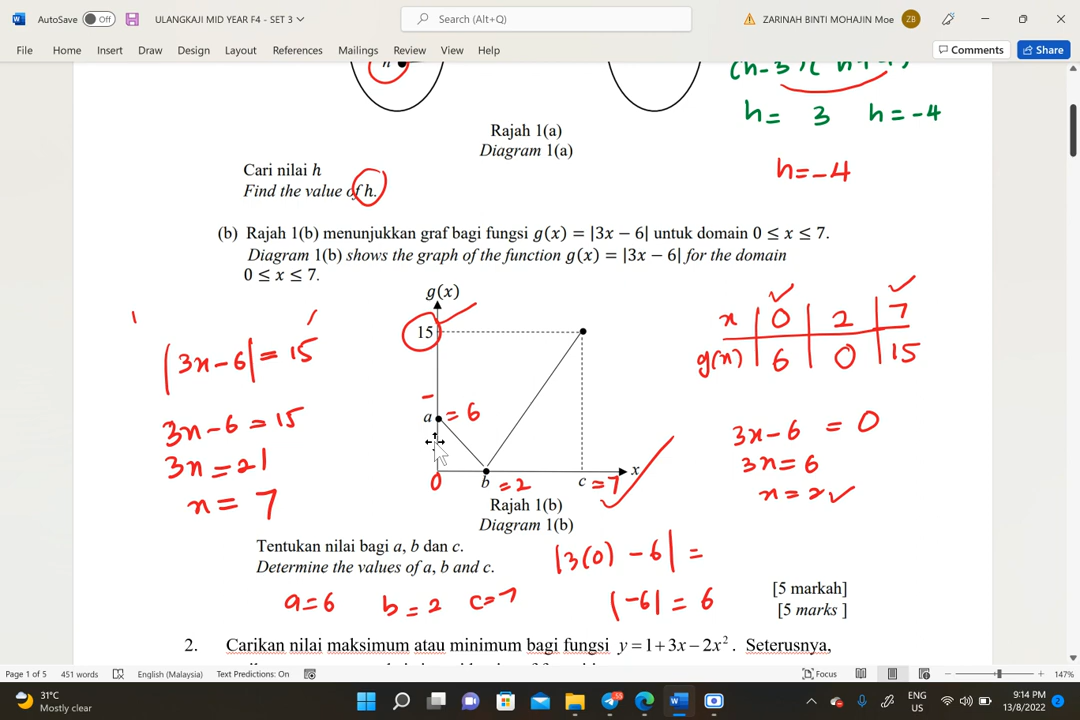 AutoSave Off ULANGKAJI MID YEAR F4 - SET 3 Search (Alt+Q) ZARINAH BINTI MOHAJIN Moe ZB
File Home Insert Draw Design Layout References Mailings Review View Help Comments Share
h
h = 3 h = -4
Rajah 1(a)
Diagram 1(a)
h = -4
Cari nilai h
Find the value of h.
(b) Rajah 1(b) menunjukkan graf bagi fungsi g(x) = |3x − 6| untuk domain 0 ≤ x ≤ 7.
Diagram 1(b) shows the graph of the function g(x) = |3x − 6| for the domain
0 ≤ x ≤ 7.
g(x)
15
a = 6
0 b = 2 c = 7 x
|3x - 6| = 15
3x - 6 = 15
3x = 21
x = 7
x 0 2 7
g(x) 6 0 15
3x - 6 = 0
3x = 6
x = 2
Rajah 1(b)
Diagram 1(b)
Tentukan nilai bagi a, b dan c.
Determine the values of a, b and c.
|3(0) - 6| =
|-6| = 6
a = 6 b = 2 c = 7
[5 markah]
[5 marks ]
2. Carikan nilai maksimum atau minimum bagi fungsi y = 1 + 3x − 2x². Seterusnya,
Page 1 of 5 451 words English (Malaysia) Text Predictions: On Focus 147%
31°C
Mostly clear
55
ENG
US
9:14 PM
13/8/2022
2